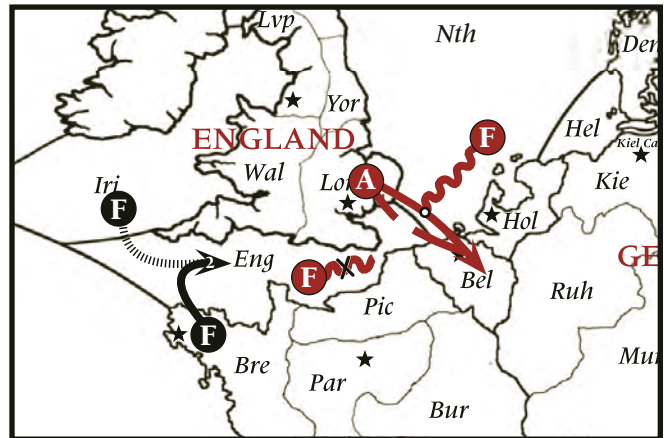 Lvp
Nth
Den
Yor
ENGLAND
F
Hel
Kiel Ca
Wal
Iri
Lon
A
Kie
F
Hol
Eng
F
Bel
GE
Ruh
Pic
F
Bre
Par
Mun
Bur